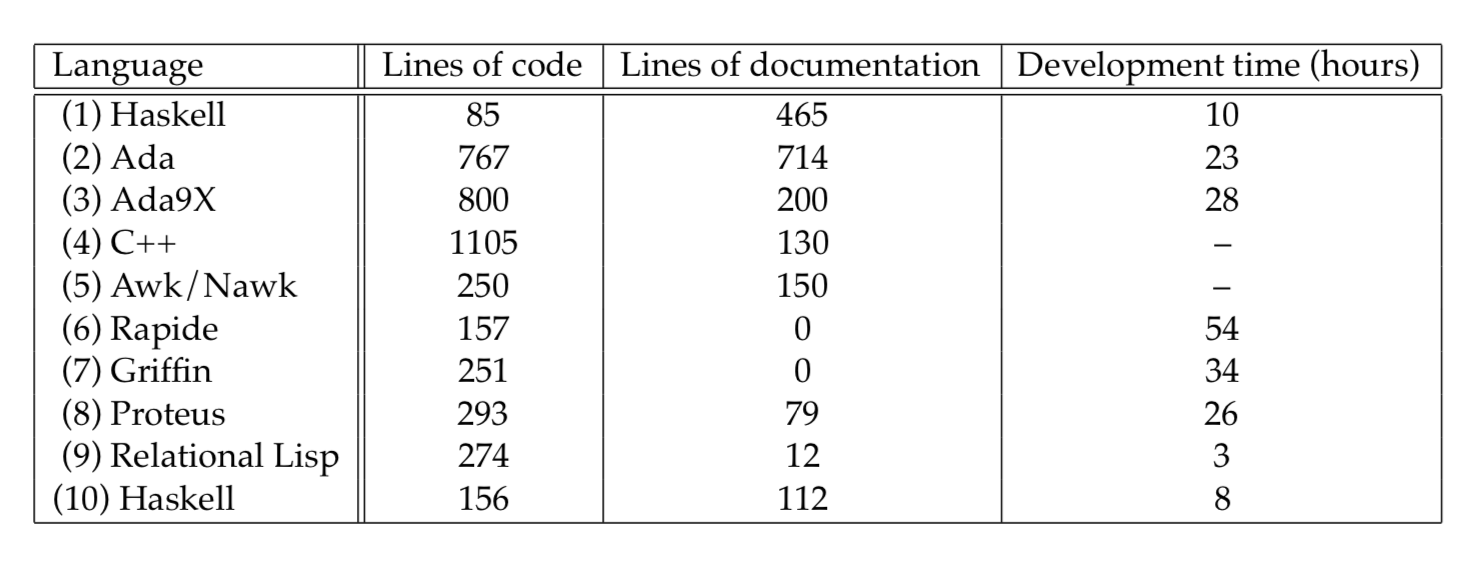 Language Lines of code Lines of documentation Development time (hours)
(1) Haskell 85 465 10
(2) Ada 767 714 23
(3) Ada9X 800 200 28
(4) C++ 1105 130 –
(5) Awk/Nawk 250 150 –
(6) Rapide 157 0 54
(7) Griffin 251 0 34
(8) Proteus 293 79 26
(9) Relational Lisp 274 12 3
(10) Haskell 156 112 8